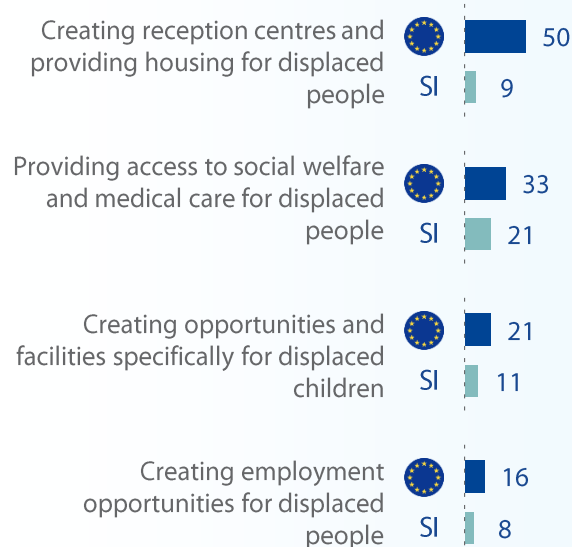 Creating reception centres and
providing housing for displaced
people
50
SI 9
Providing access to social welfare
and medical care for displaced
people
33
SI 21
Creating opportunities and
facilities specifically for displaced
children
21
SI 11
Creating employment
opportunities for displaced
people
16
SI 8